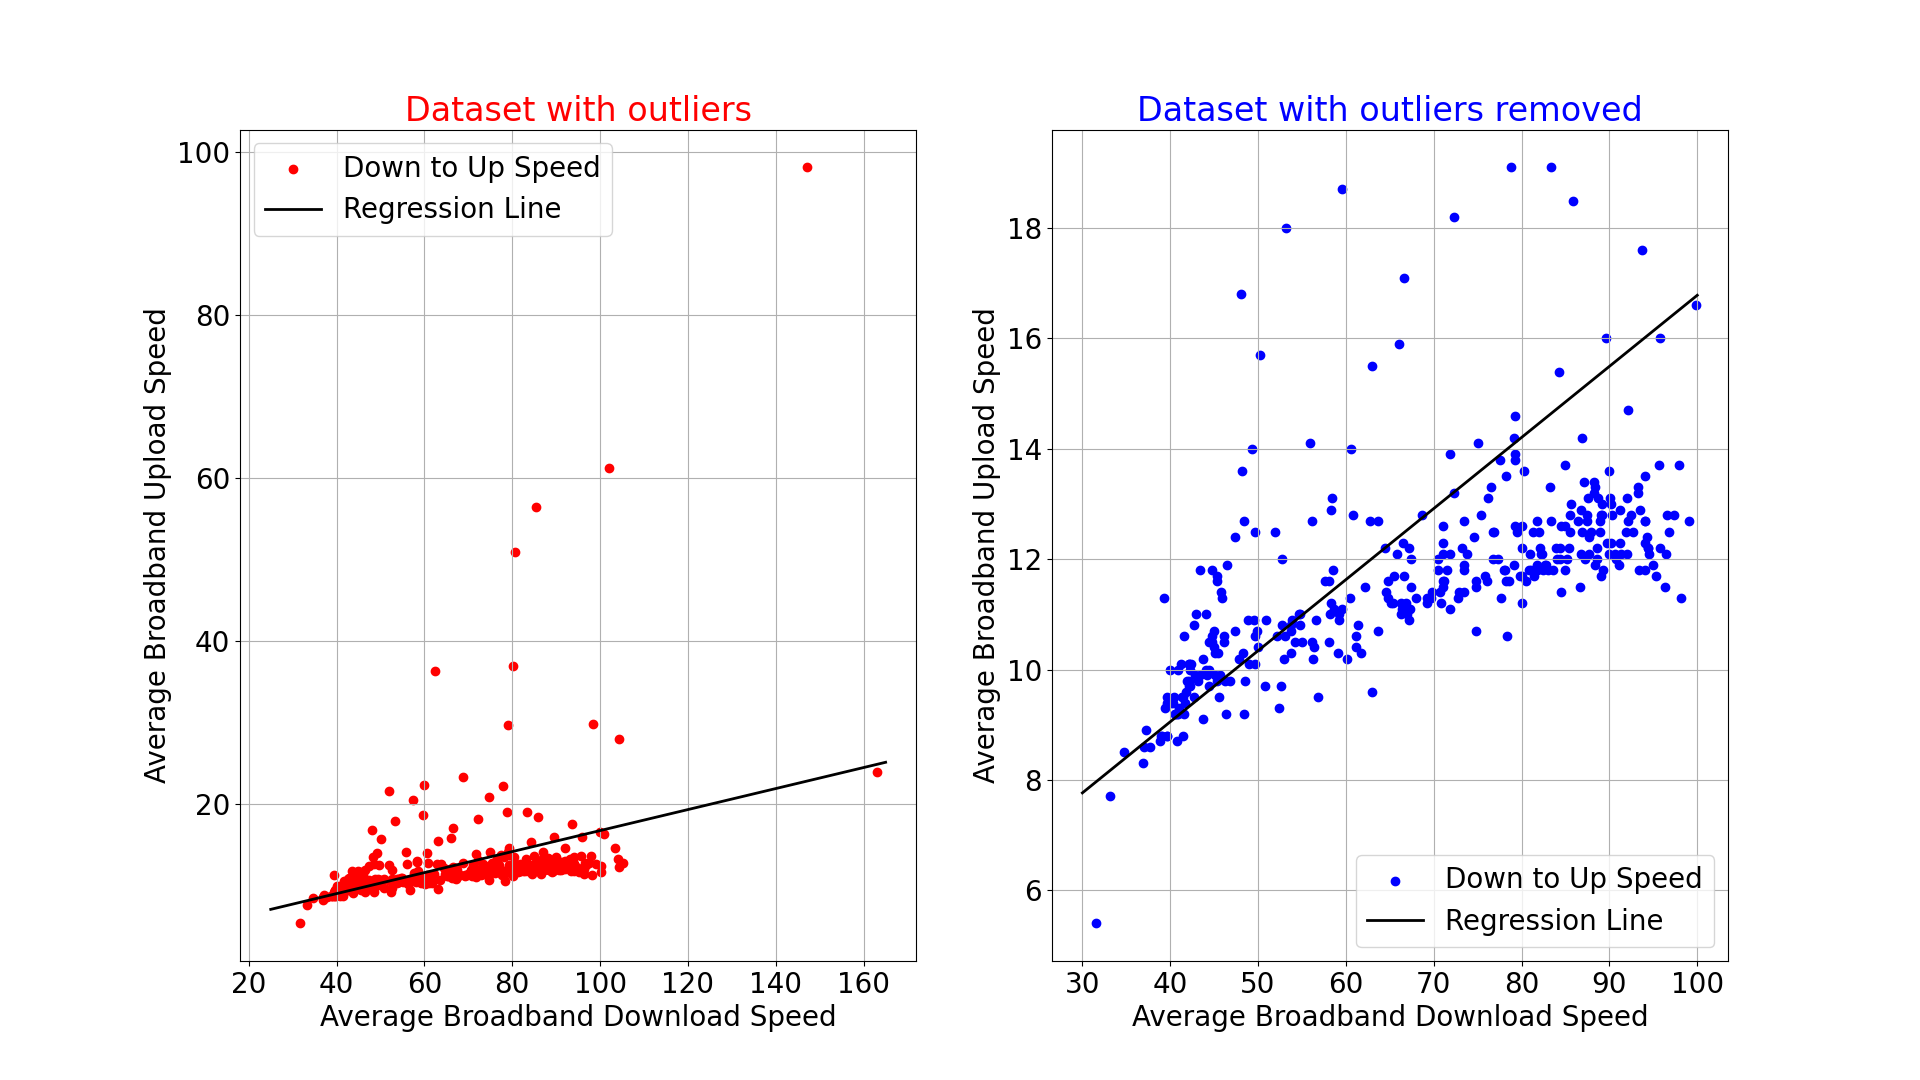 Dataset with outliers
Down to Up Speed
Regression Line
100
80
60
40
20
Average Broadband Upload Speed
20 40 60 80 100 120 140 160
Average Broadband Download Speed
Dataset with outliers removed
18
16
14
12
10
8
6
Average Broadband Upload Speed
Down to Up Speed
Regression Line
30 40 50 60 70 80 90 100
Average Broadband Download Speed